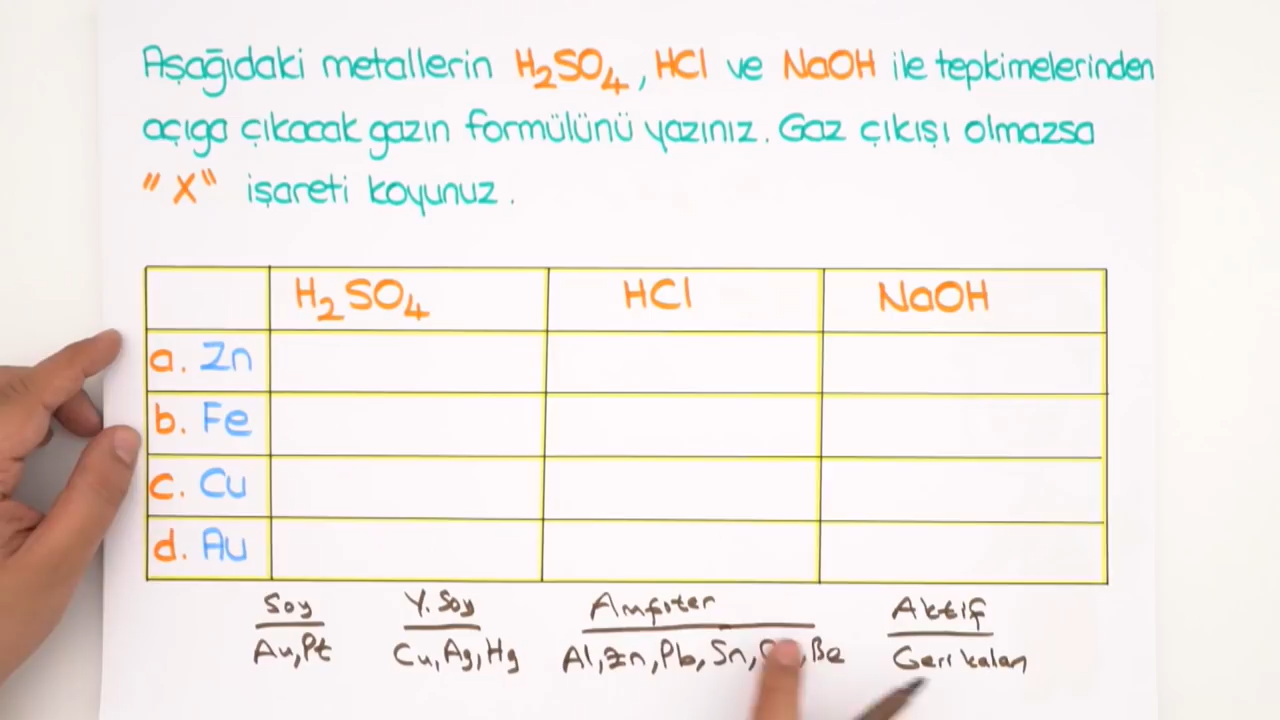 Aşağıdaki metallerin H₂SO₄, HCl ve NaOH ile tepkimelerinden
açıga çıkacak gazın formülünü yazınız. Gaz çıkışı olmazsa
"X" işareti koyunuz.
H₂SO₄ HCl NaOH
a. Zn
b. Fe
c. Cu
d. Au
Soy Y. Soy Amfoter Aktif
Au, Pt Cu, Ag, Hg Al, Zn, Pb, Sn, Be Geri kalan